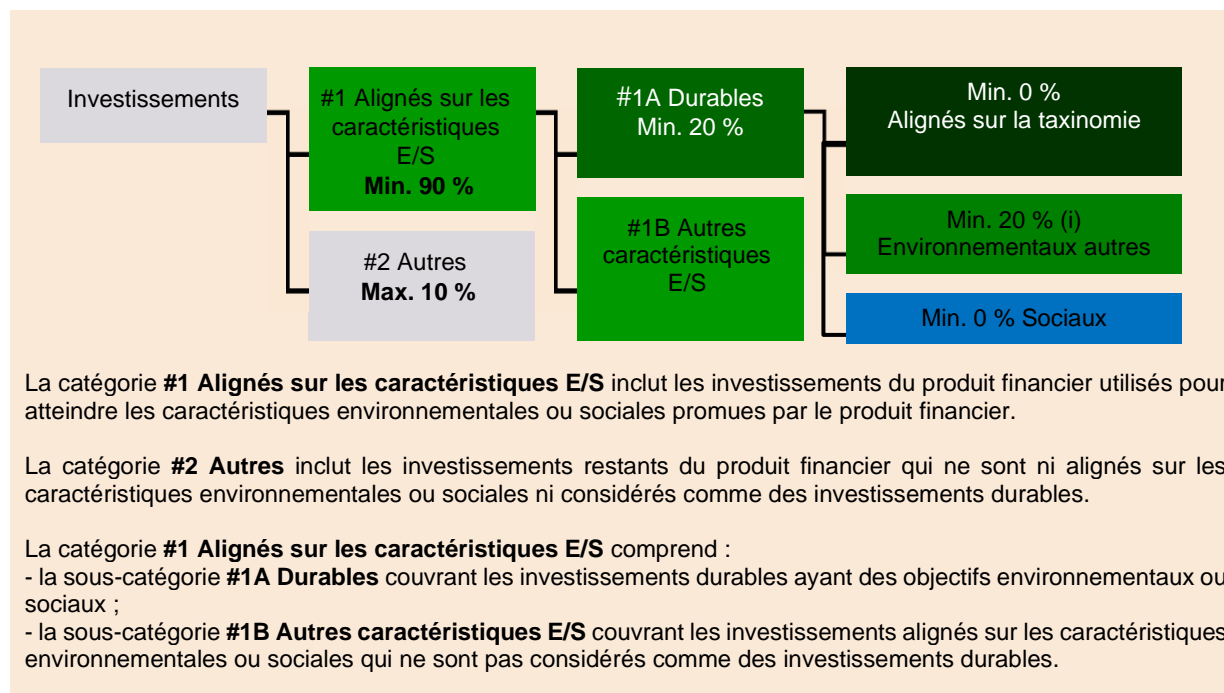 Investissements
#1 Alignés sur les
caractéristiques
E/S
Min. 90 %
#2 Autres
Max. 10 %
#1A Durables
Min. 20 %
#1B Autres
caractéristiques
E/S
Min. 0 %
Alignés sur la taxinomie
Min. 20 % (i)
Environnementaux autres
Min. 0 % Sociaux
La catégorie #1 Alignés sur les caractéristiques E/S inclut les investissements du produit financier utilisés pour
atteindre les caractéristiques environnementales ou sociales promues par le produit financier.
La catégorie #2 Autres inclut les investissements restants du produit financier qui ne sont ni alignés sur les
caractéristiques environnementales ou sociales ni considérés comme des investissements durables.
La catégorie #1 Alignés sur les caractéristiques E/S comprend :
- la sous-catégorie #1A Durables couvrant les investissements durables ayant des objectifs environnementaux ou
sociaux ;
- la sous-catégorie #1B Autres caractéristiques E/S couvrant les investissements alignés sur les caractéristiques
environnementales ou sociales qui ne sont pas considérés comme des investissements durables.